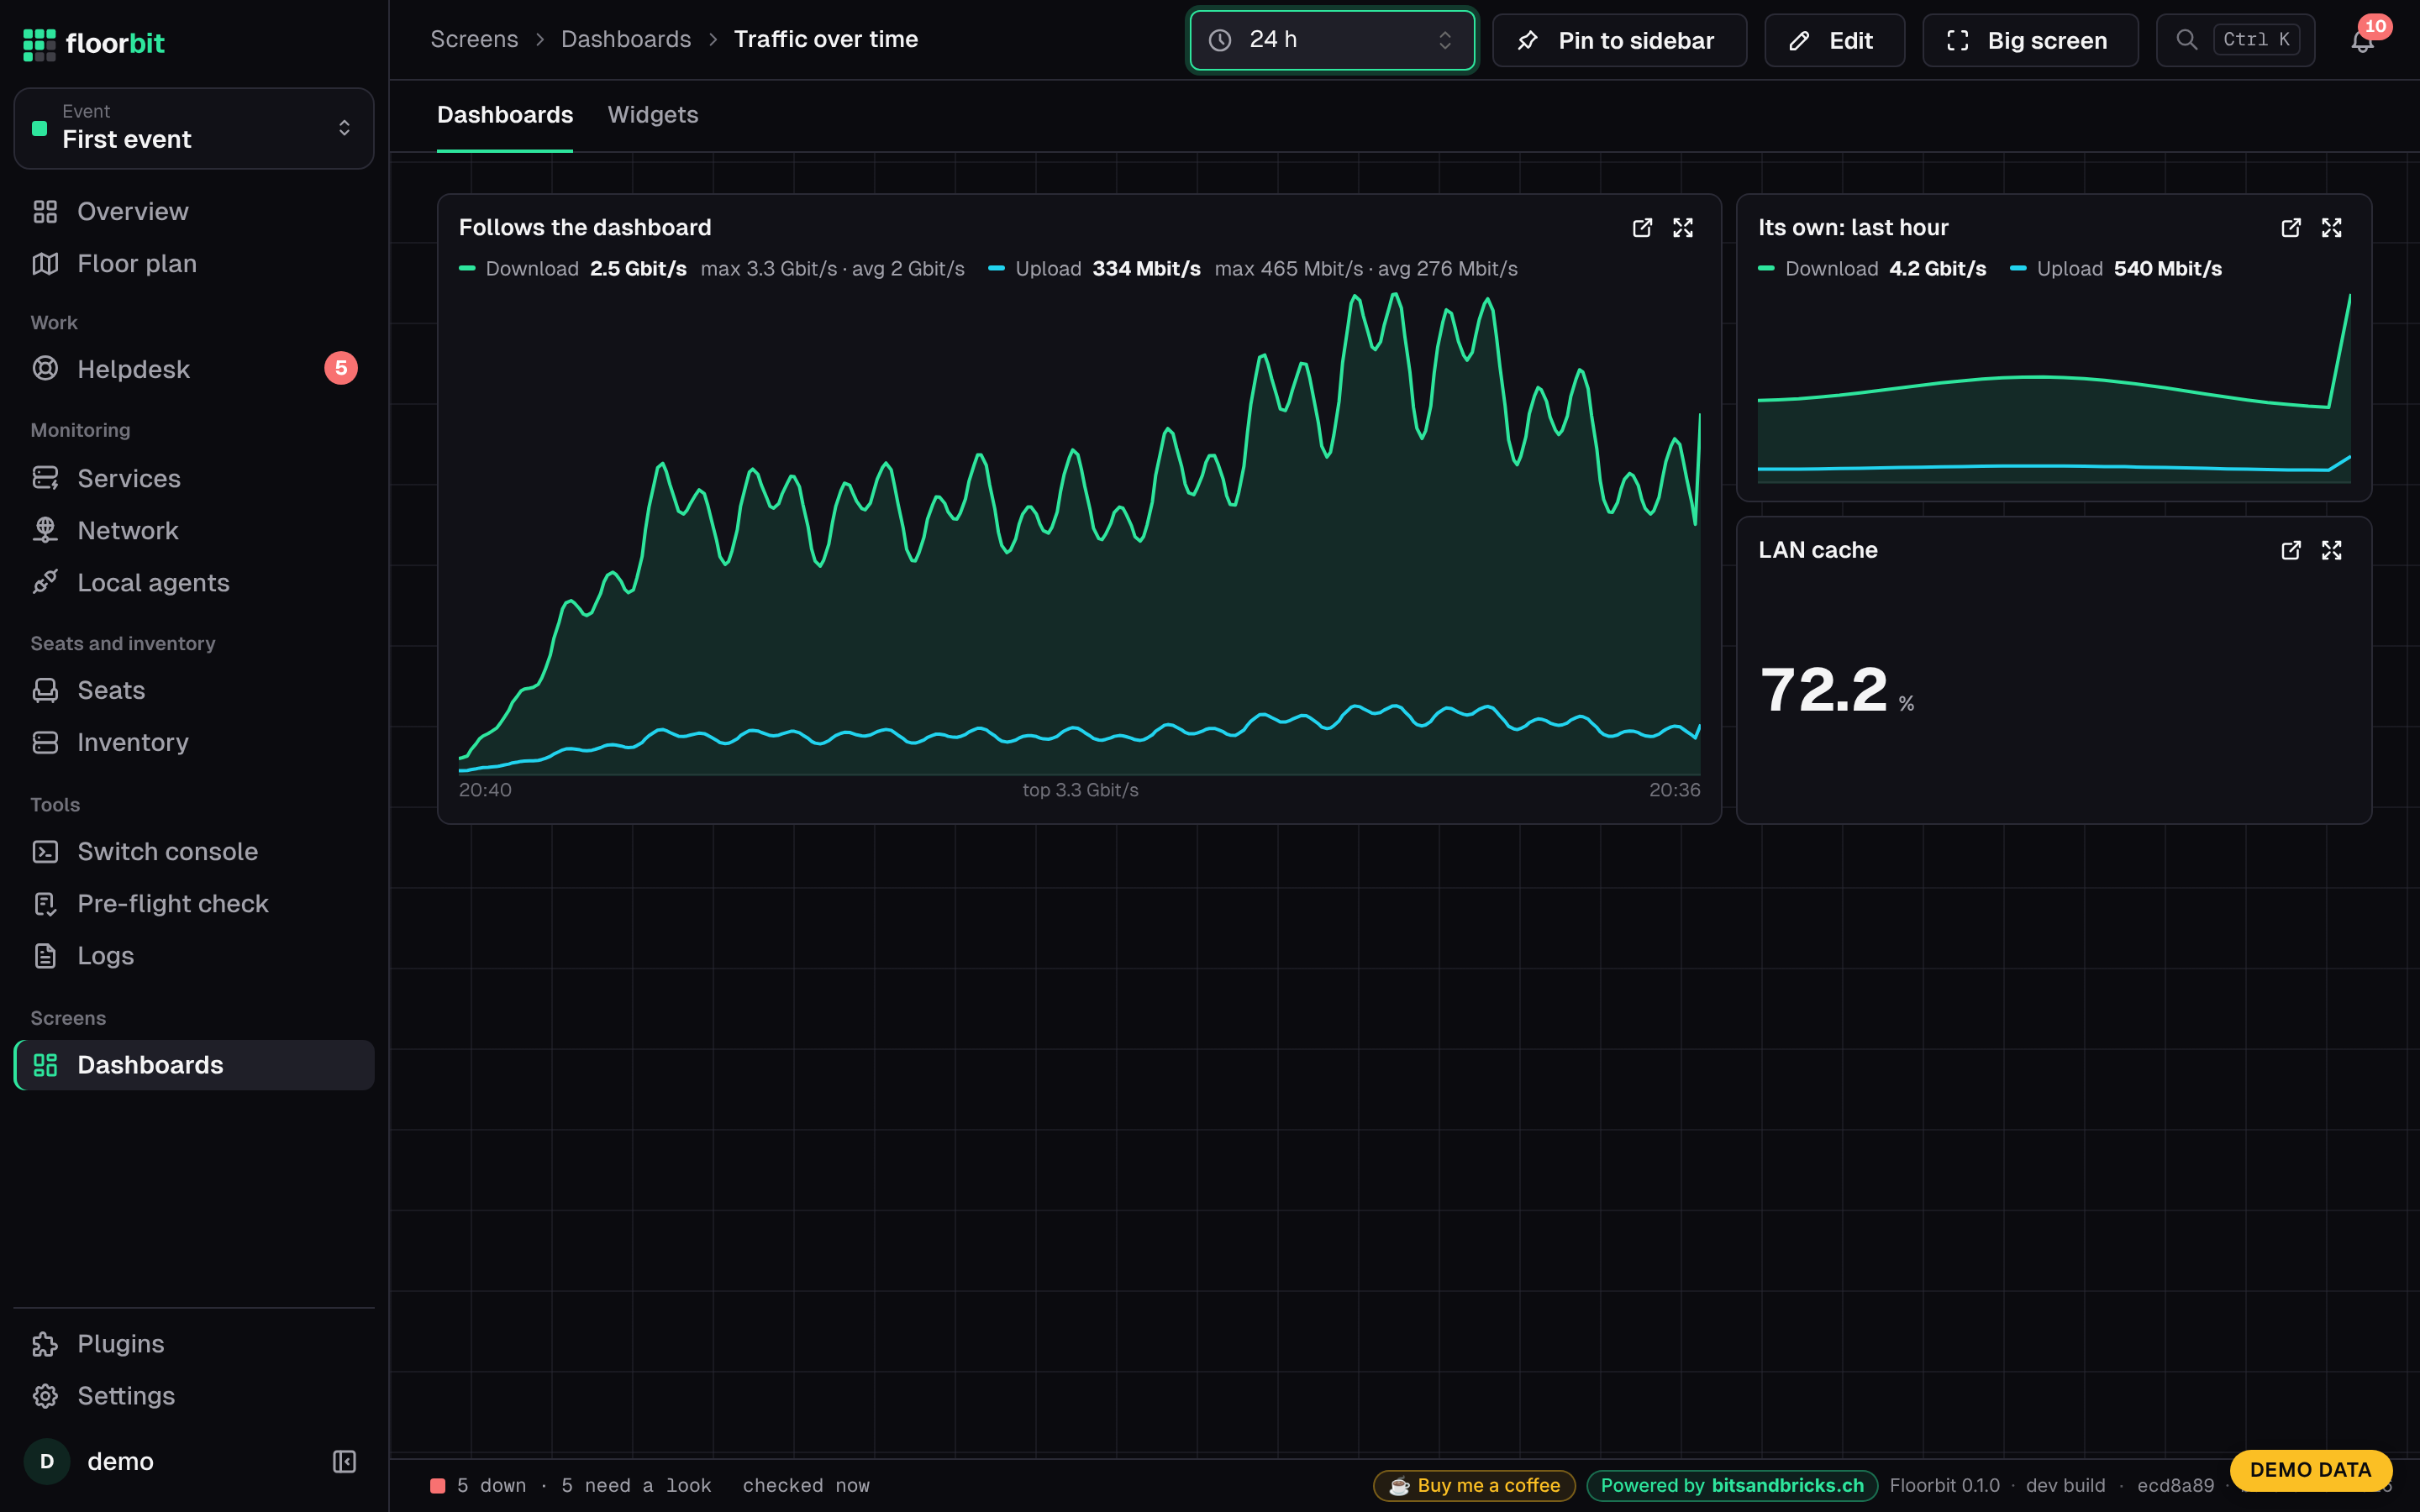 floorbit
Event
First event
Overview
Floor plan
Work
Helpdesk 5
Monitoring
Services
Network
Local agents
Seats and inventory
Seats
Inventory
Tools
Switch console
Pre-flight check
Logs
Screens
Dashboards
Plugins
Settings
D demo
Screens > Dashboards > Traffic over time
24 h
Pin to sidebar
Edit
Big screen
Ctrl K
10
Dashboards Widgets
Follows the dashboard
Download 2.5 Gbit/s max 3.3 Gbit/s · avg 2 Gbit/s Upload 334 Mbit/s max 465 Mbit/s · avg 276 Mbit/s
20:40 top 3.3 Gbit/s 20:36
Its own: last hour
Download 4.2 Gbit/s Upload 540 Mbit/s
LAN cache
72.2 %
5 down · 5 need a look checked now
☕ Buy me a coffee
Powered by bitsandbricks.ch
Floorbit 0.1.0 · dev build · ecd8a89 ·
DEMO DATA